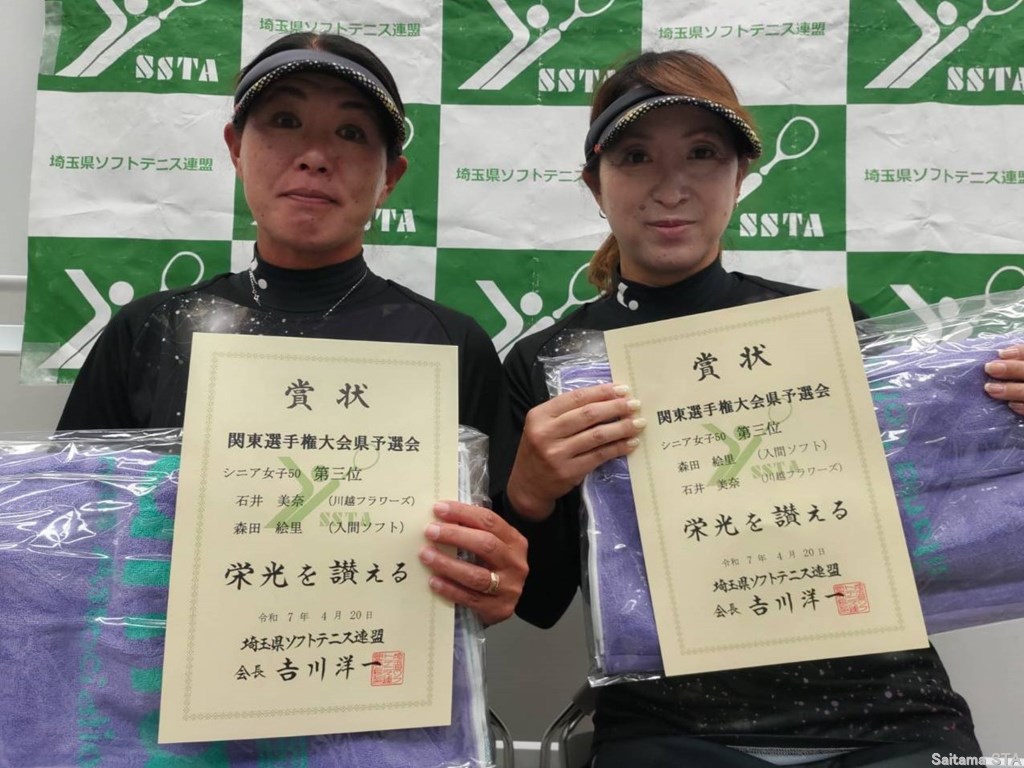 埼玉県ソフトテニス連盟
埼玉県ソフトテニス連盟
SSTA
SSTA
SSTA
埼玉県ソフトテニス連盟
埼玉県ソフトテニス
埼玉県ソフトテニス連盟
SSTA
SSTA
賞状
関東選手権大会県予選会
シニア女子50 第三位
石井 美奈 (川越フラワーズ)
森田 絵里 (入間ソフト)
SSTA
栄光を讃える
令和 7 年 4 月 20 日
埼玉県ソフトテニス連盟
会長 吉川洋一
賞状
関東選手権大会県予選会
シニア女子50 第三位
森田 絵里 (入間ソフト)
石井 美奈 (川越フラワーズ)
SSTA
栄光を讃える
令和 7 年 4 月 20 日
埼玉県ソフトテニス連盟
会長 吉川洋一
SaitamaSTA